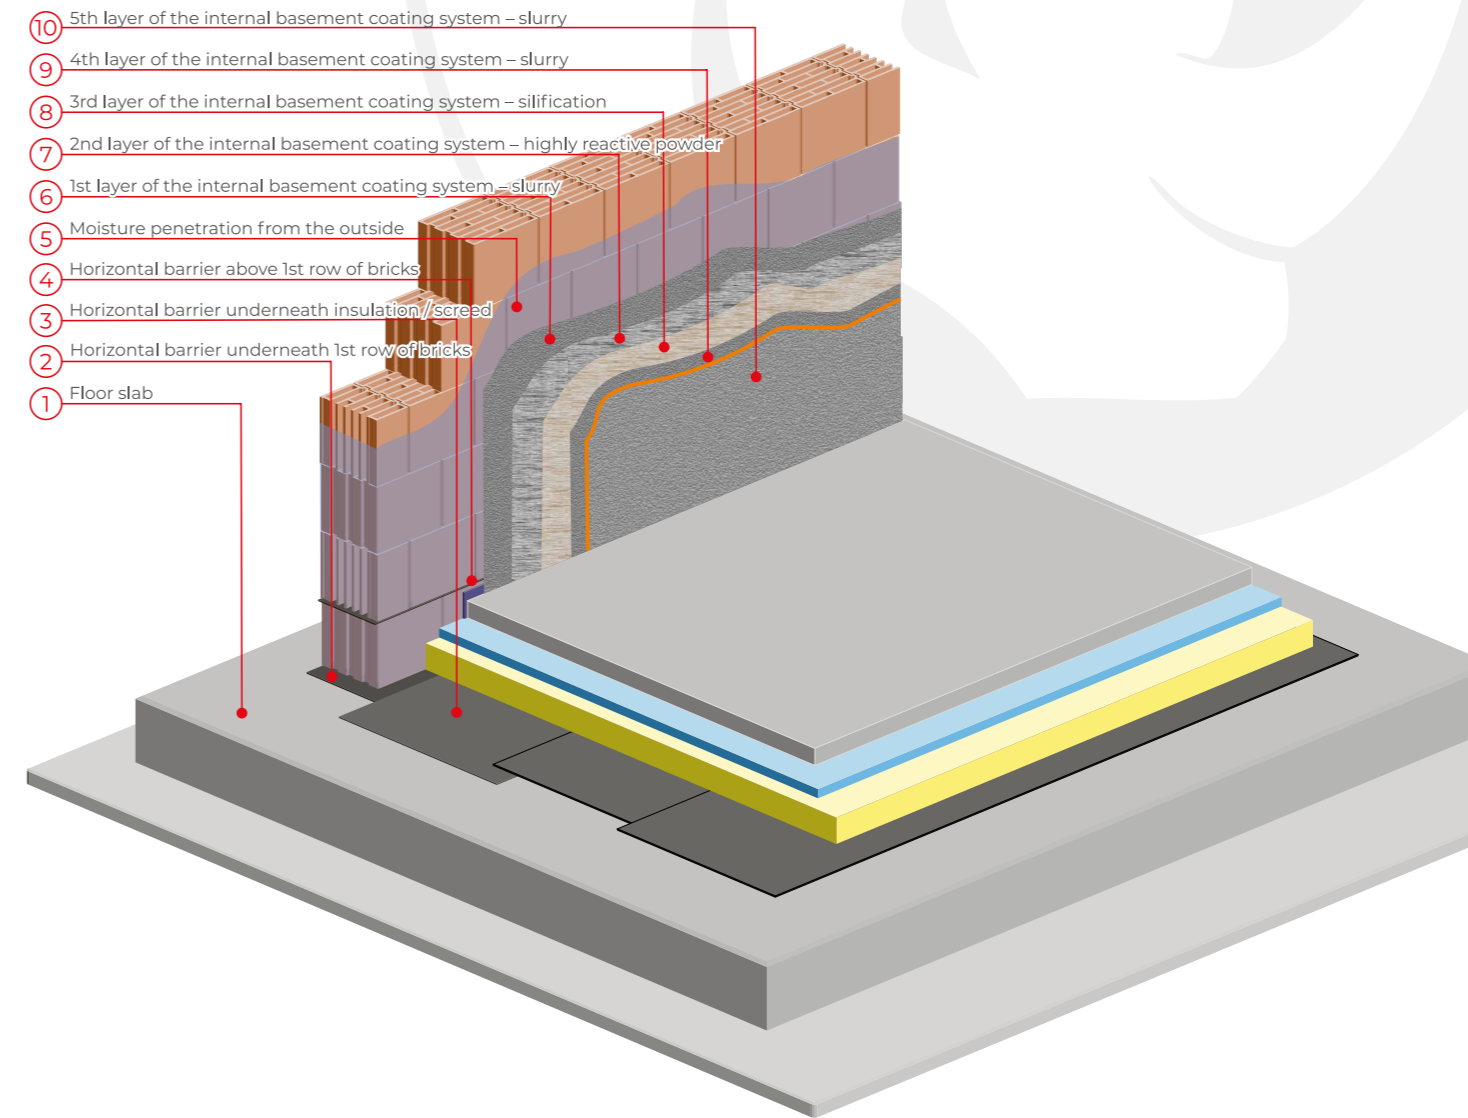 10 5th layer of the internal basement coating system – slurry
9 4th layer of the internal basement coating system – slurry
8 3rd layer of the internal basement coating system – silification
7 2nd layer of the internal basement coating system – highly reactive powder
6 1st layer of the internal basement coating system – slurry
5 Moisture penetration from the outside
4 Horizontal barrier above 1st row of bricks
3 Horizontal barrier underneath insulation / screed
2 Horizontal barrier underneath 1st row of bricks
1 Floor slab